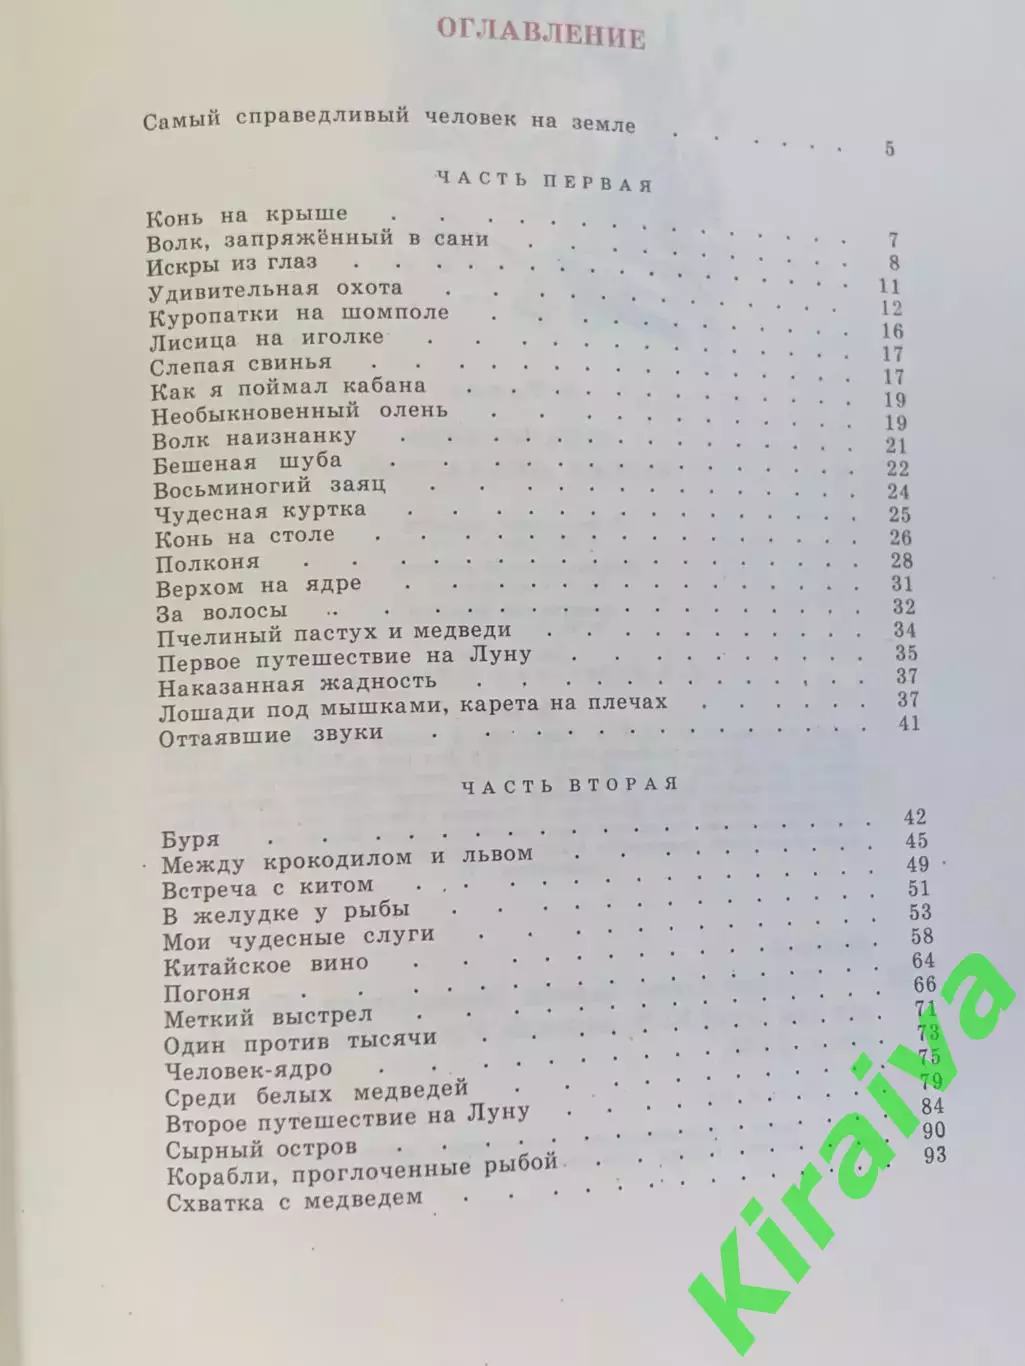 ОГЛАВЛЕНИЕ
Самый справедливый человек на земле . . . . . . . 5
ЧАСТЬ ПЕРВАЯ
Конь на крыше . . . . . . . . . . . 7
Волк, запряжённый в сани . . . . . . . . . 8
Искры из глаз . . . . . . . . . . . 11
Удивительная охота . . . . . . . . . . 12
Куропатки на шомполе . . . . . . . . . 16
Лисица на иголке . . . . . . . . . . 17
Слепая свинья . . . . . . . . . . . 17
Как я поймал кабана . . . . . . . . . 19
Необыкновенный олень . . . . . . . . . 19
Волк наизнанку . . . . . . . . . . . 21
Бешеная шуба . . . . . . . . . . . 22
Восьминогий заяц . . . . . . . . . . 24
Чудесная куртка . . . . . . . . . . 25
Конь на столе . . . . . . . . . . . 26
Полконя . . . . . . . . . . . . . 28
Верхом на ядре . . . . . . . . . . . 31
За волосы . . . . . . . . . . . . 32
Пчелиный пастух и медведи . . . . . . . . 34
Первое путешествие на Луну . . . . . . . . 35
Наказанная жадность . . . . . . . . . 37
Лошади под мышками, карета на плечах . . . . . . 37
Оттаявшие звуки . . . . . . . . . . 41
ЧАСТЬ ВТОРАЯ
Буря . . . . . . . . . . . . . 42
Между крокодилом и львом . . . . . . . . 45
Встреча с китом . . . . . . . . . . 49
В желудке у рыбы . . . . . . . . . . 51
Мои чудесные слуги . . . . . . . . . 53
Китайское вино . . . . . . . . . . . 58
Погоня . . . . . . . . . . . . . 64
Меткий выстрел . . . . . . . . . . . 66
Один против тысячи . . . . . . . . . 71
Человек-ядро . . . . . . . . . . . 73
Среди белых медведей . . . . . . . . . 75
Второе путешествие на Луну . . . . . . . . 79
Сырный остров . . . . . . . . . . . 84
Корабли, проглоченные рыбой . . . . . . . . 90
Схватка с медведем . . . . . . . . . 93
Kiraiya